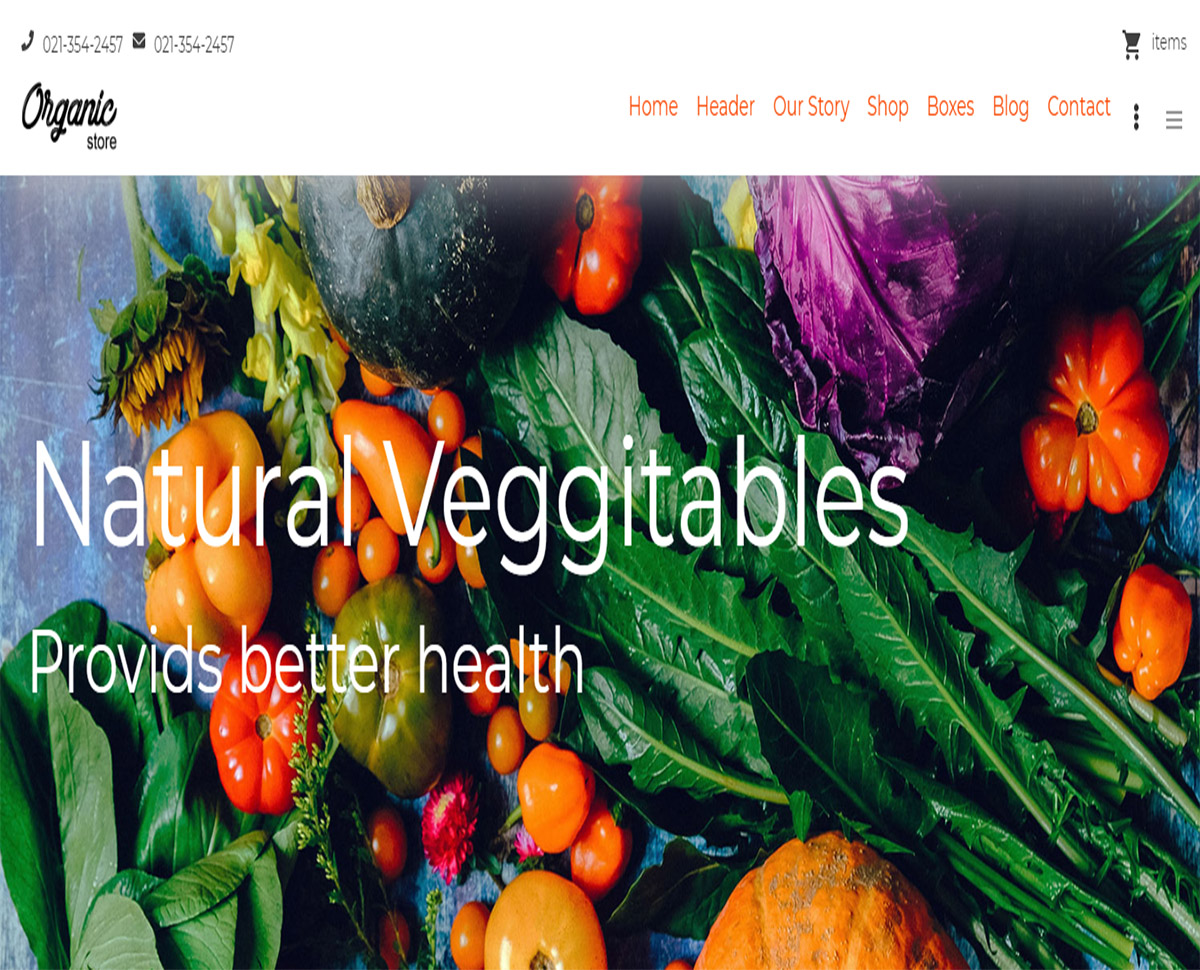 021-354-2457 021-354-2457 items
Organic
store
Home Header Our Story Shop Boxes Blog Contact
Natural Veggitables
Provids better health